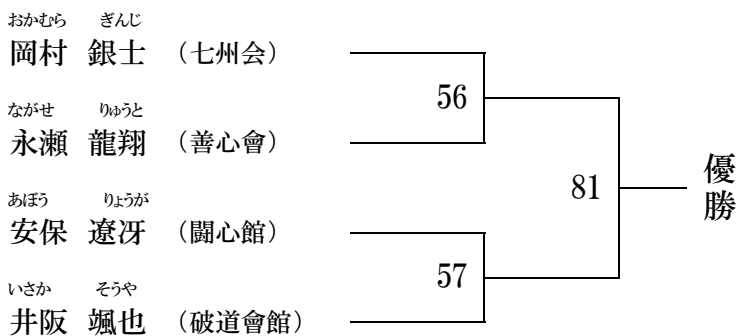 おかむら ぎんじ
岡村 銀士 （七州会）
56
ながせ りゅうと
永瀬 龍翔 （善心會）
81
優勝
あぼう りょうが
安保 遼冴 （闘心館）
57
いさか そうや
井阪 颯也 （破道會館）